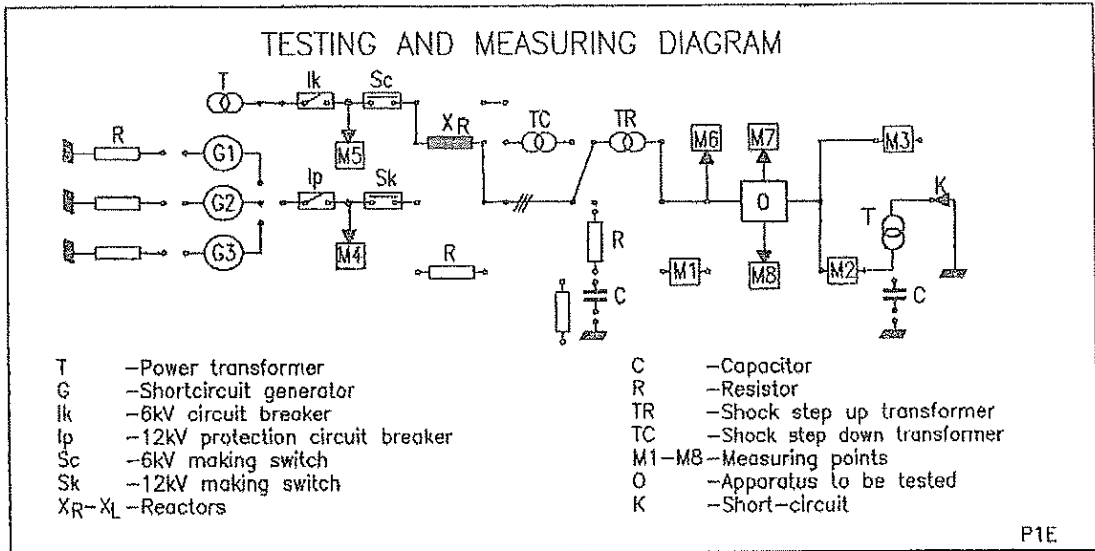 TESTING AND MEASURING DIAGRAM
T Ik Sc
XR TC TR M6 M7 M3
R G1 M5 K
Ip Sk
G2 O T
R
G3 M4 R M1 M8 M2
C C
T -Power transformer
G -Shortcircuit generator
Ik -6kV circuit breaker
Ip -12kV protection circuit breaker
Sc -6kV making switch
Sk -12kV making switch
XR-XL-Reactors
C -Capacitor
R -Resistor
TR -Shock step up transformer
TC -Shock step down transformer
M1-M8-Measuring points
O -Apparatus to be tested
K -Short-circuit
P1E